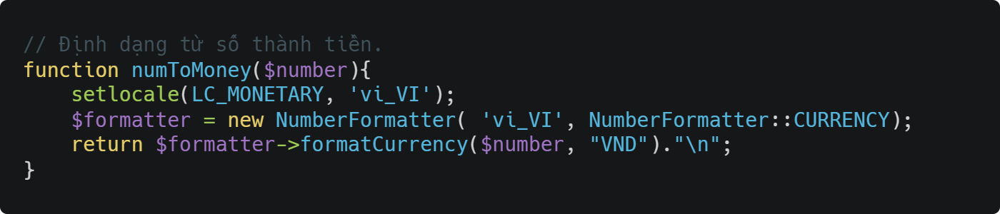 // Định dạng từ số thành tiền.
function numToMoney($number){
    setlocale(LC_MONETARY, 'vi_VI');
    $formatter = new NumberFormatter( 'vi_VI', NumberFormatter::CURRENCY);
    return $formatter->formatCurrency($number, "VND")."\n";
}